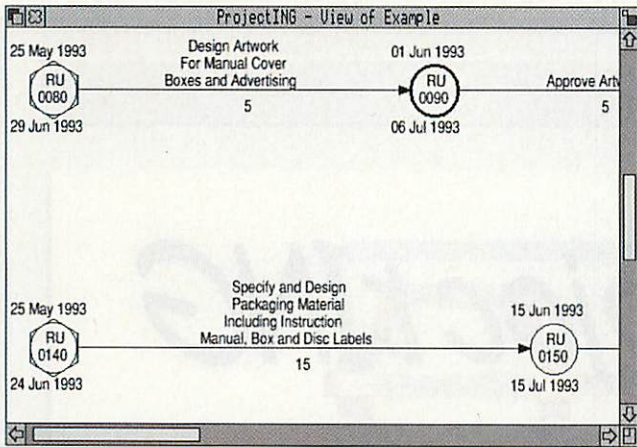 ProjectING - View of Example
25 May 1993
Design Artwork
For Manual Cover
Boxes and Advertising
01 Jun 1993
RU
0080
5
RU
0090
Approve
5
29 Jun 1993
06 Jul 1993
25 May 1993
Specify and Design
Packaging Material
Including Instruction
Manual, Box and Disc Labels
15 Jun 1993
RU
0140
15
RU
0150
24 Jun 1993
15 Jul 1993